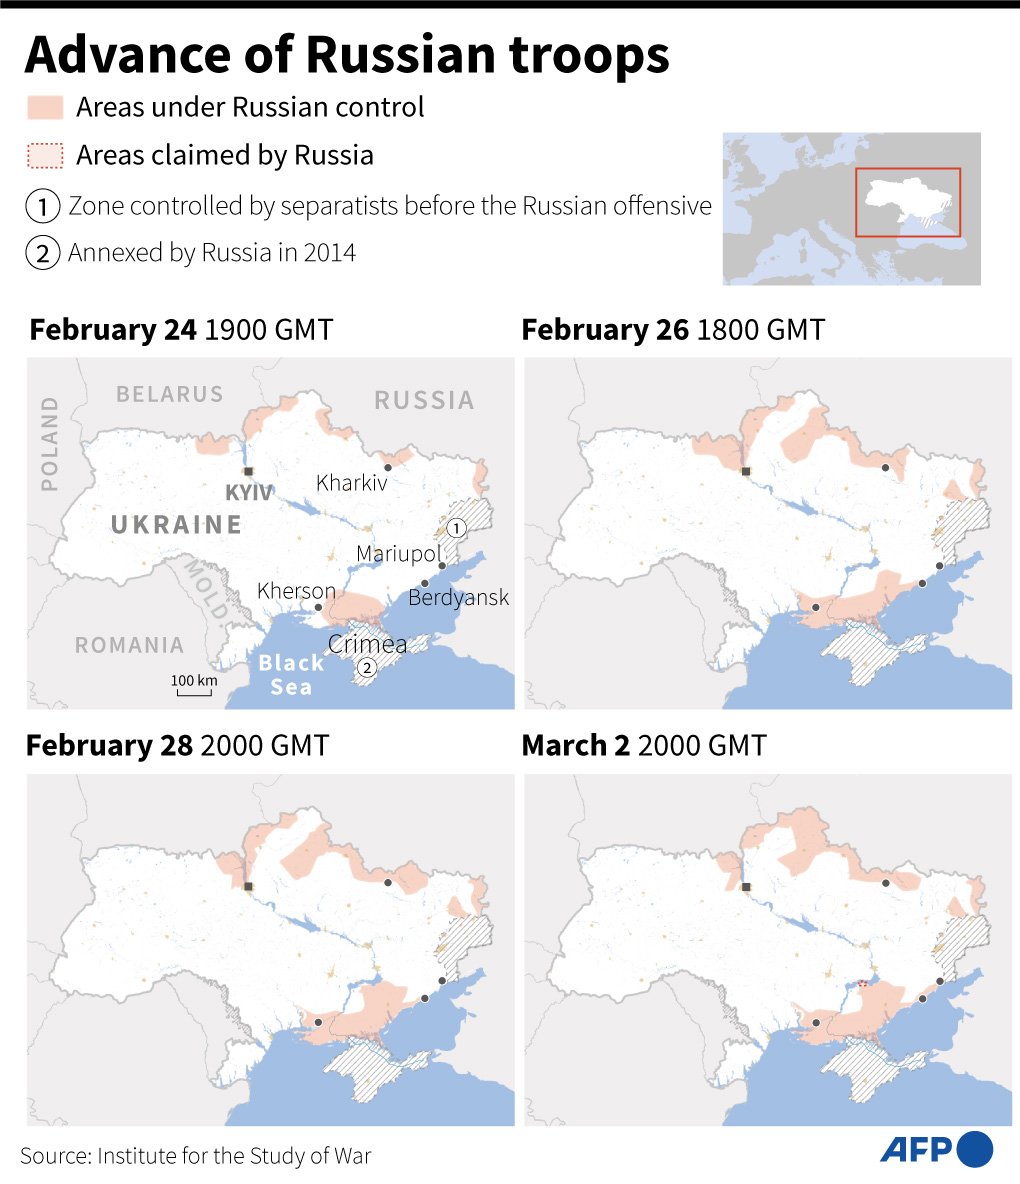 Advance of Russian troops
Areas under Russian control
Areas claimed by Russia
1 Zone controlled by separatists before the Russian offensive
2 Annexed by Russia in 2014
February 24 1900 GMT
February 26 1800 GMT
BELARUS
RUSSIA
POLAND
Kharkiv
KYIV
UKRAINE
1
Mariupol
MOLD.
Kherson
Berdyansk
ROMANIA
Crimea
Black
Sea
2
100 km
February 28 2000 GMT
March 2 2000 GMT
Source: Institute for the Study of War
AFP